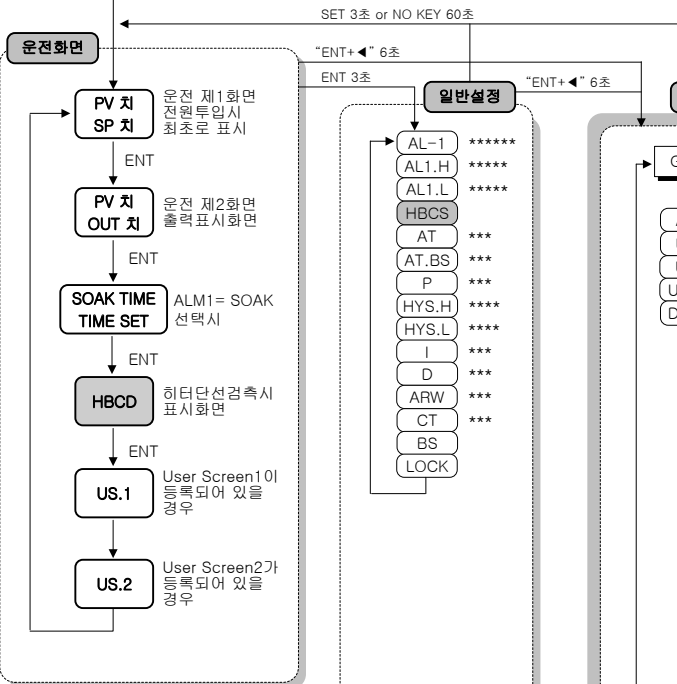 SET 3초 or NO KEY 60초
운전화면
"ENT+◀" 6초
ENT 3초
일반설정
"ENT+◀" 6초
PV 치
SP 치
운전 제1화면
전원투입시
최초로 표시
ENT
PV 치
OUT 치
운전 제2화면
출력표시화면
ENT
SOAK TIME
TIME SET
ALM1= SOAK
선택시
ENT
HBCD
히터단선검측시
표시화면
ENT
US.1
User Screen1이
등록되어 있을
경우
US.2
User Screen2가
등록되어 있을
경우
AL-1 ******
AL1.H *****
AL1.L *****
HBCS
AT ***
AT.BS ***
P ***
HYS.H ****
HYS.L ****
I ***
D ***
ARW ***
CT ***
BS
LOCK